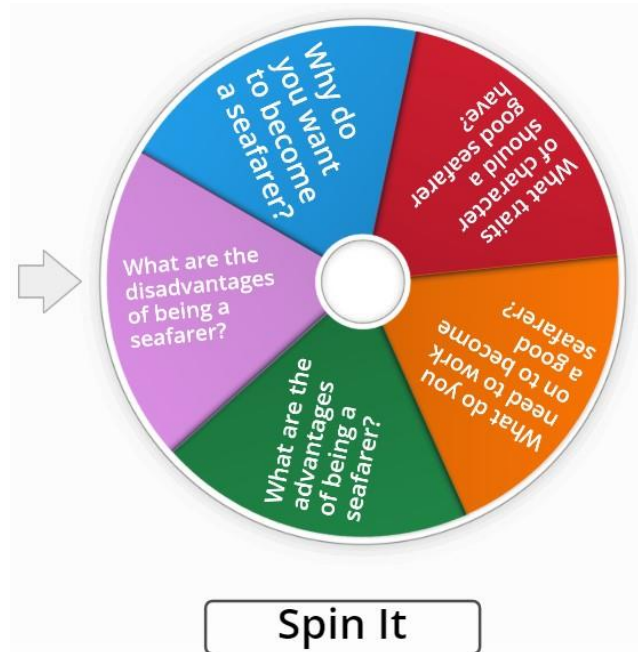 Why do
you want
to become
a seafarer?
What traits
of character
should a
good seafarer
have?
What do you
need to work
on to become
a good
seafarer?
What are the
advantages
of being a
seafarer?
What are the
disadvantages
of being a
seafarer?
Spin It